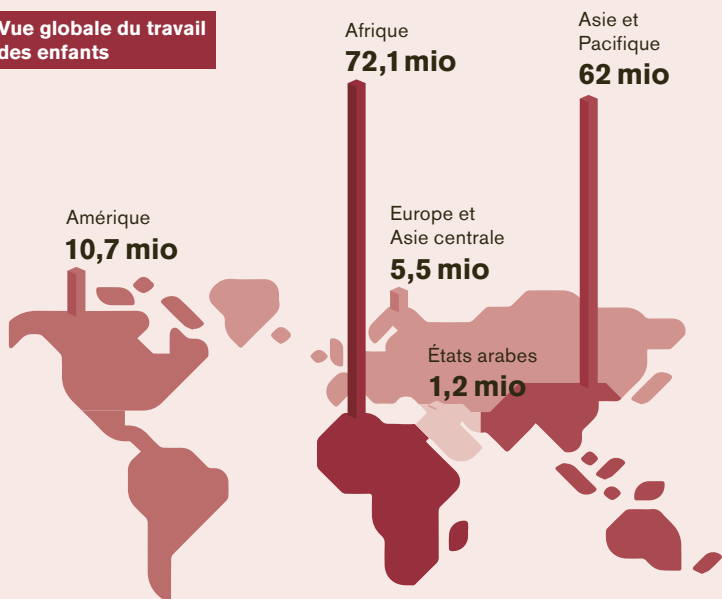 Vue globale du travail
des enfants
Afrique
72,1 mio
Asie et
Pacifique
62 mio
Amérique
10,7 mio
Europe et
Asie centrale
5,5 mio
États arabes
1,2 mio